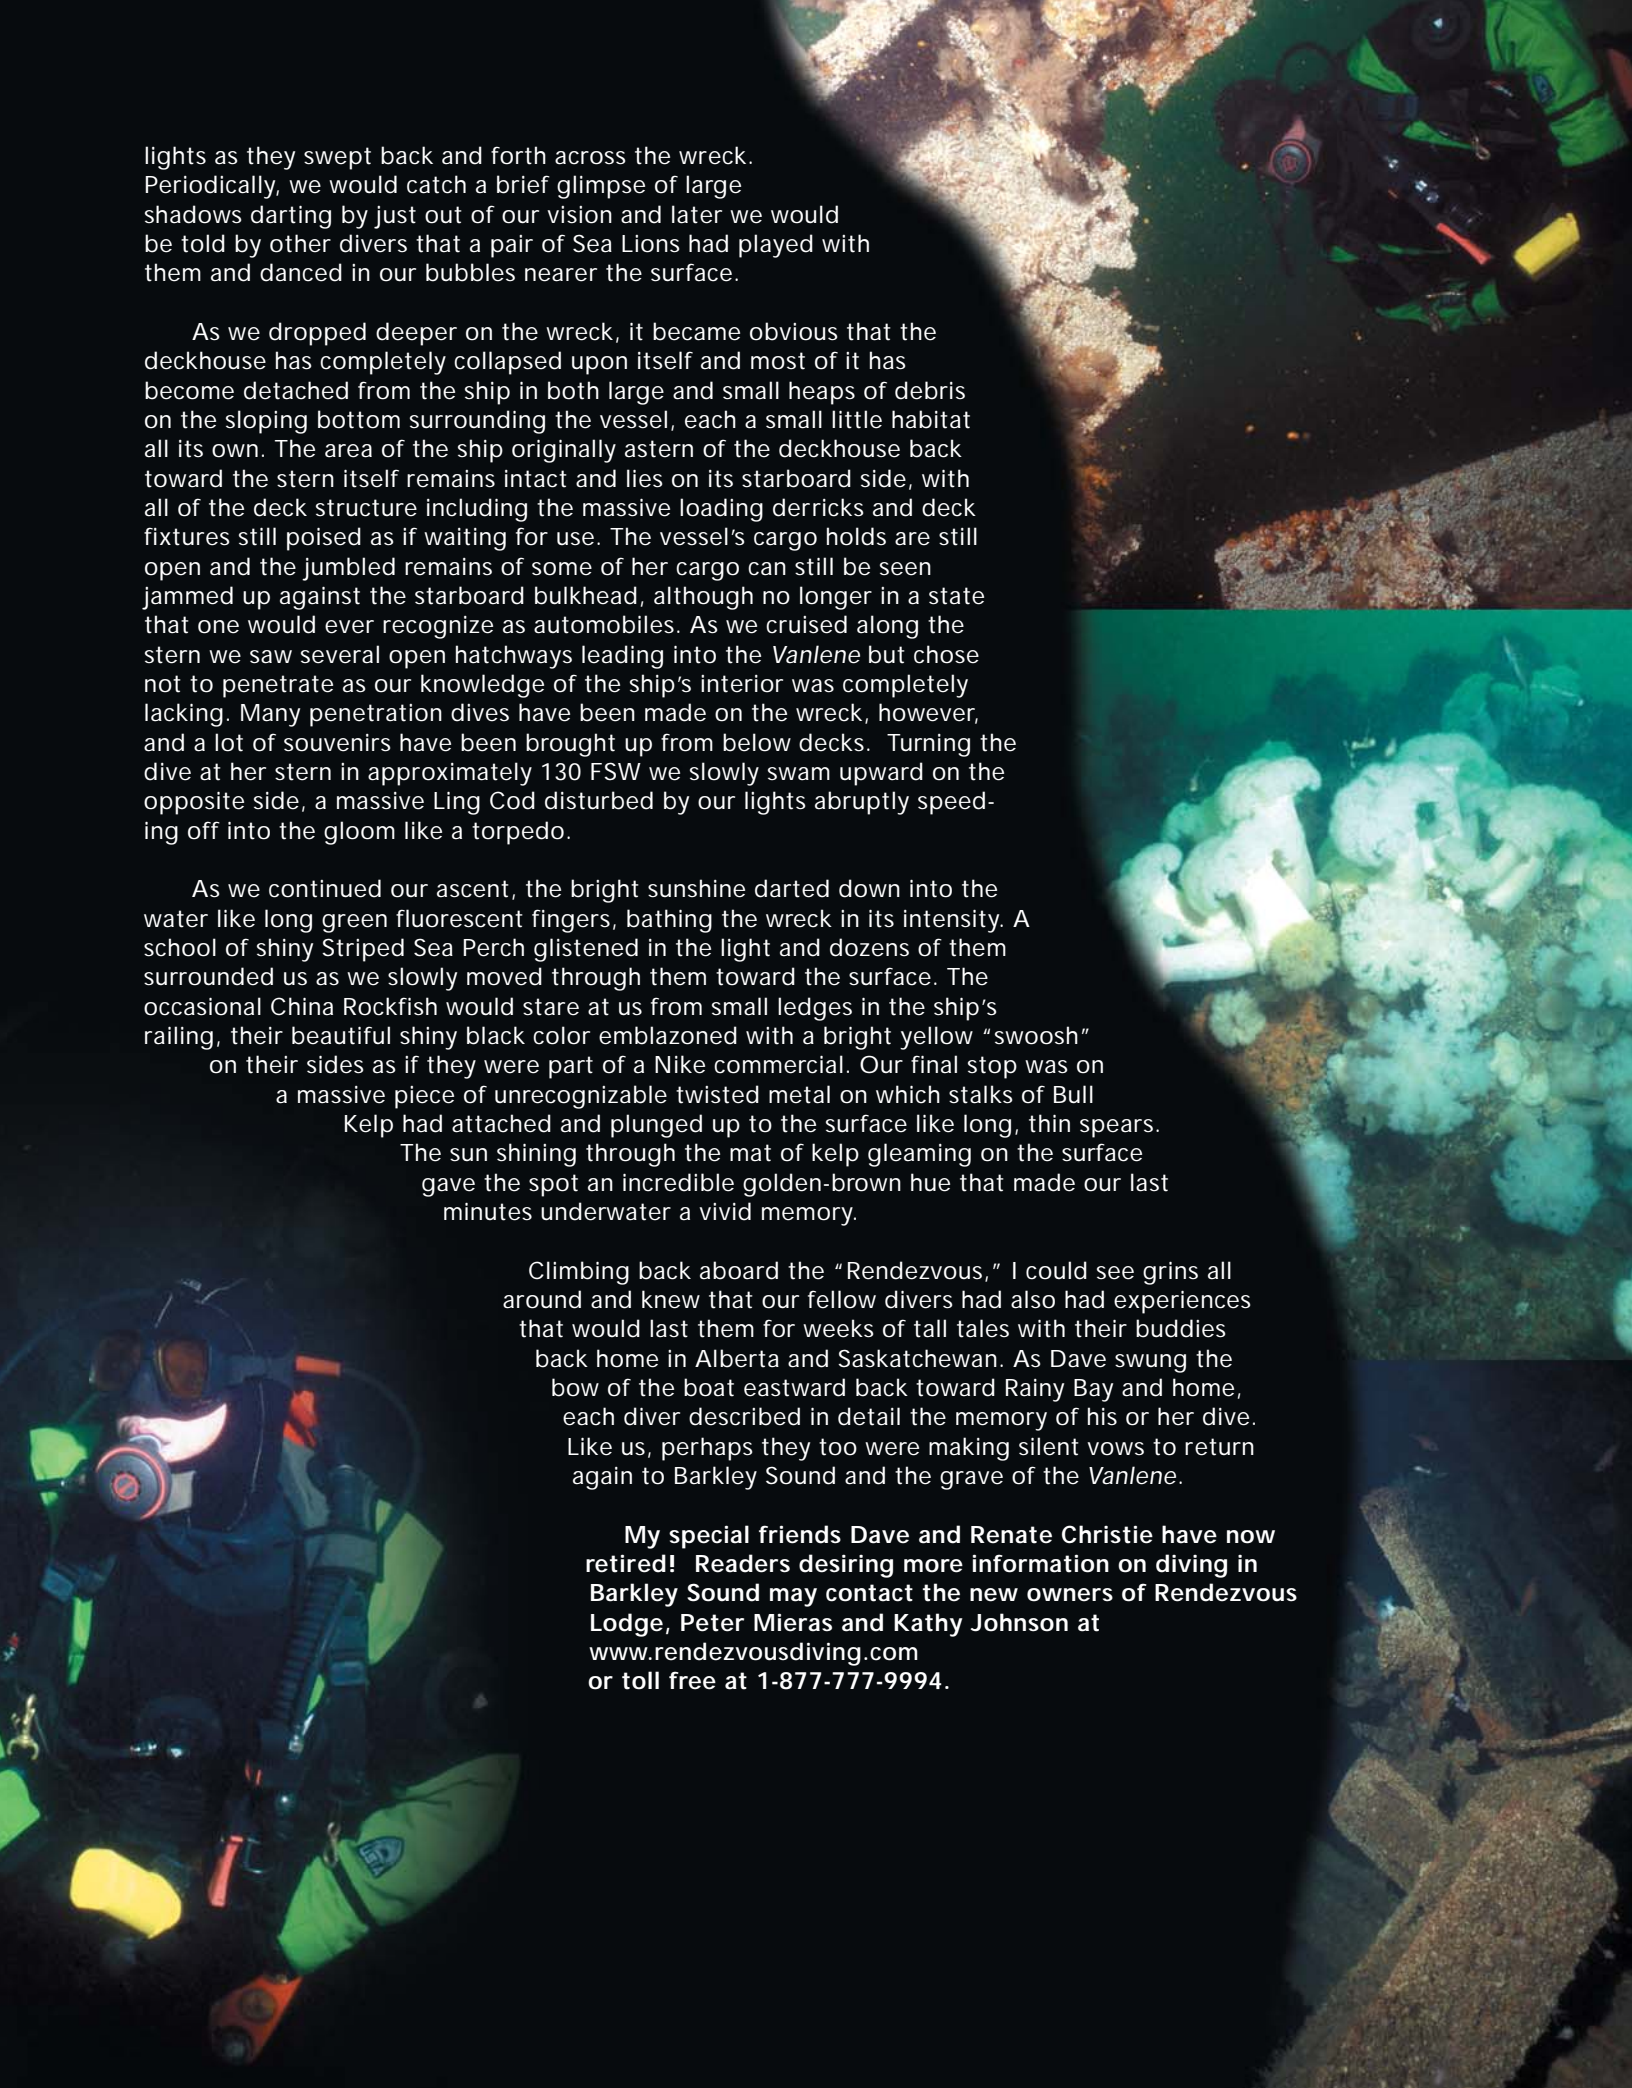 lights as they swept back and forth across the wreck.
Periodically, we would catch a brief glimpse of large
shadows darting by just out of our vision and later we would
be told by other divers that a pair of Sea Lions had played with
them and danced in our bubbles nearer the surface.
As we dropped deeper on the wreck, it became obvious that the
deckhouse has completely collapsed upon itself and most of it has
become detached from the ship in both large and small heaps of debris
on the sloping bottom surrounding the vessel, each a small little habitat
all its own. The area of the ship originally astern of the deckhouse back
toward the stern itself remains intact and lies on its starboard side, with
all of the deck structure including the massive loading derricks and deck
fixtures still poised as if waiting for use. The vessel's cargo holds are still
open and the jumbled remains of some of her cargo can still be seen
jammed up against the starboard bulkhead, although no longer in a state
that one would ever recognize as automobiles. As we cruised along the
stern we saw several open hatchways leading into the Vanlene but chose
not to penetrate as our knowledge of the ship's interior was completely
lacking. Many penetration dives have been made on the wreck, however,
and a lot of souvenirs have been brought up from below decks.  Turning the
dive at her stern in approximately 130 FSW we slowly swam upward on the
opposite side, a massive Ling Cod disturbed by our lights abruptly speed-
ing off into the gloom like a torpedo.
As we continued our ascent, the bright sunshine darted down into the
water like long green fluorescent fingers, bathing the wreck in its intensity. A
school of shiny Striped Sea Perch glistened in the light and dozens of them
surrounded us as we slowly moved through them toward the surface. The
occasional China Rockfish would stare at us from small ledges in the ship's
railing, their beautiful shiny black color emblazoned with a bright yellow "swoosh"
on their sides as if they were part of a Nike commercial. Our final stop was on
a massive piece of unrecognizable twisted metal on which stalks of Bull
Kelp had attached and plunged up to the surface like long, thin spears.
The sun shining through the mat of kelp gleaming on the surface
gave the spot an incredible golden-brown hue that made our last
minutes underwater a vivid memory.
Climbing back aboard the "Rendezvous," I could see grins all
around and knew that our fellow divers had also had experiences
that would last them for weeks of tall tales with their buddies
back home in Alberta and Saskatchewan. As Dave swung the
bow of the boat eastward back toward Rainy Bay and home,
each diver described in detail the memory of his or her dive.
Like us, perhaps they too were making silent vows to return
again to Barkley Sound and the grave of the Vanlene.
My special friends Dave and Renate Christie have now
retired!  Readers desiring more information on diving in
Barkley Sound may contact the new owners of Rendezvous
Lodge, Peter Mieras and Kathy Johnson at
www.rendezvousdiving.com
or toll free at 1-877-777-9994.